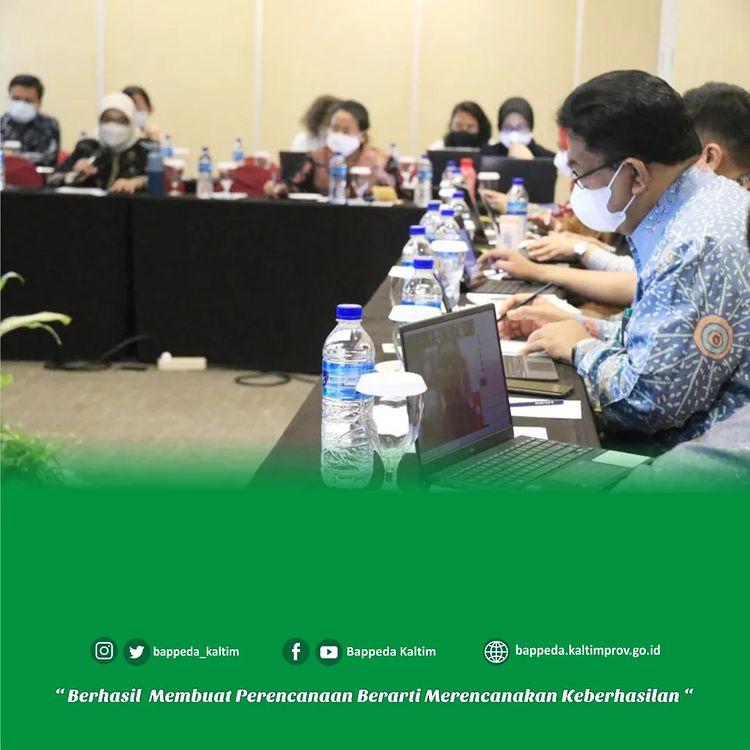 bappeda_kaltim
Bappeda Kaltim
bappeda.kaltimprov.go.id
“ Berhasil Membuat Perencanaan Berarti Merencanakan Keberhasilan “